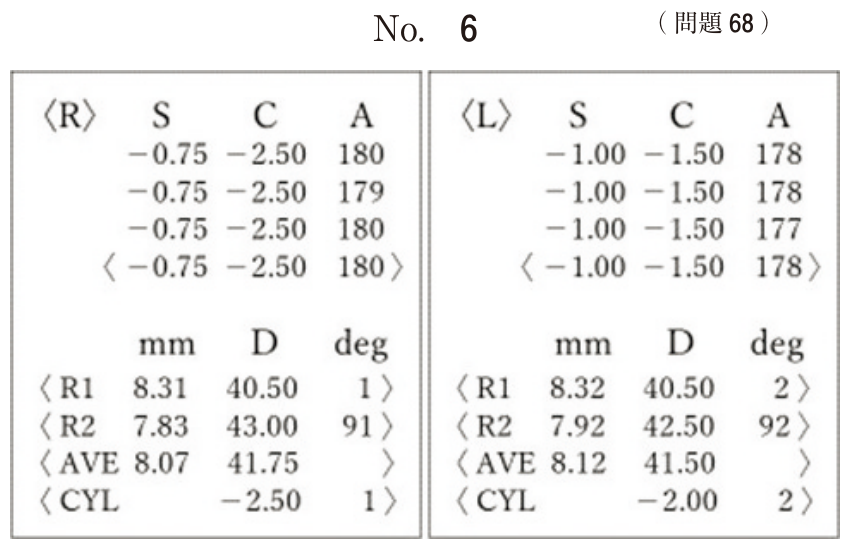 No. 6 （問題 68）
〈R〉 S C A
−0.75 −2.50 180
−0.75 −2.50 179
−0.75 −2.50 180
〈 −0.75 −2.50 180 〉
mm D deg
〈 R1 8.31 40.50 1 〉
〈 R2 7.83 43.00 91 〉
〈 AVE 8.07 41.75 〉
〈 CYL −2.50 1 〉
〈L〉 S C A
−1.00 −1.50 178
−1.00 −1.50 178
−1.00 −1.50 177
〈 −1.00 −1.50 178 〉
mm D deg
〈 R1 8.32 40.50 2 〉
〈 R2 7.92 42.50 92 〉
〈 AVE 8.12 41.50 〉
〈 CYL −2.00 2 〉